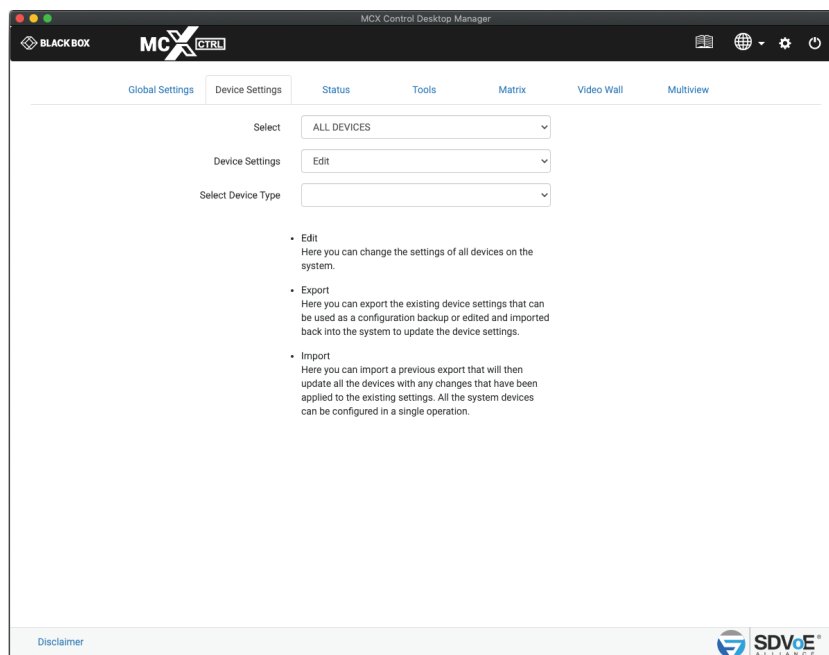 MCX Control Desktop Manager
BLACK BOX
MCX CTRL
Global Settings
Device Settings
Status
Tools
Matrix
Video Wall
Multiview
Select
ALL DEVICES
Device Settings
Edit
Select Device Type
• Edit
Here you can change the settings of all devices on the
system.
• Export
Here you can export the existing device settings that can
be used as a configuration backup or edited and imported
back into the system to update the device settings.
• Import
Here you can import a previous export that will then
update all the devices with any changes that have been
applied to the existing settings. All the system devices
can be configured in a single operation.
Disclaimer
SDVoE®
ALLIANCE